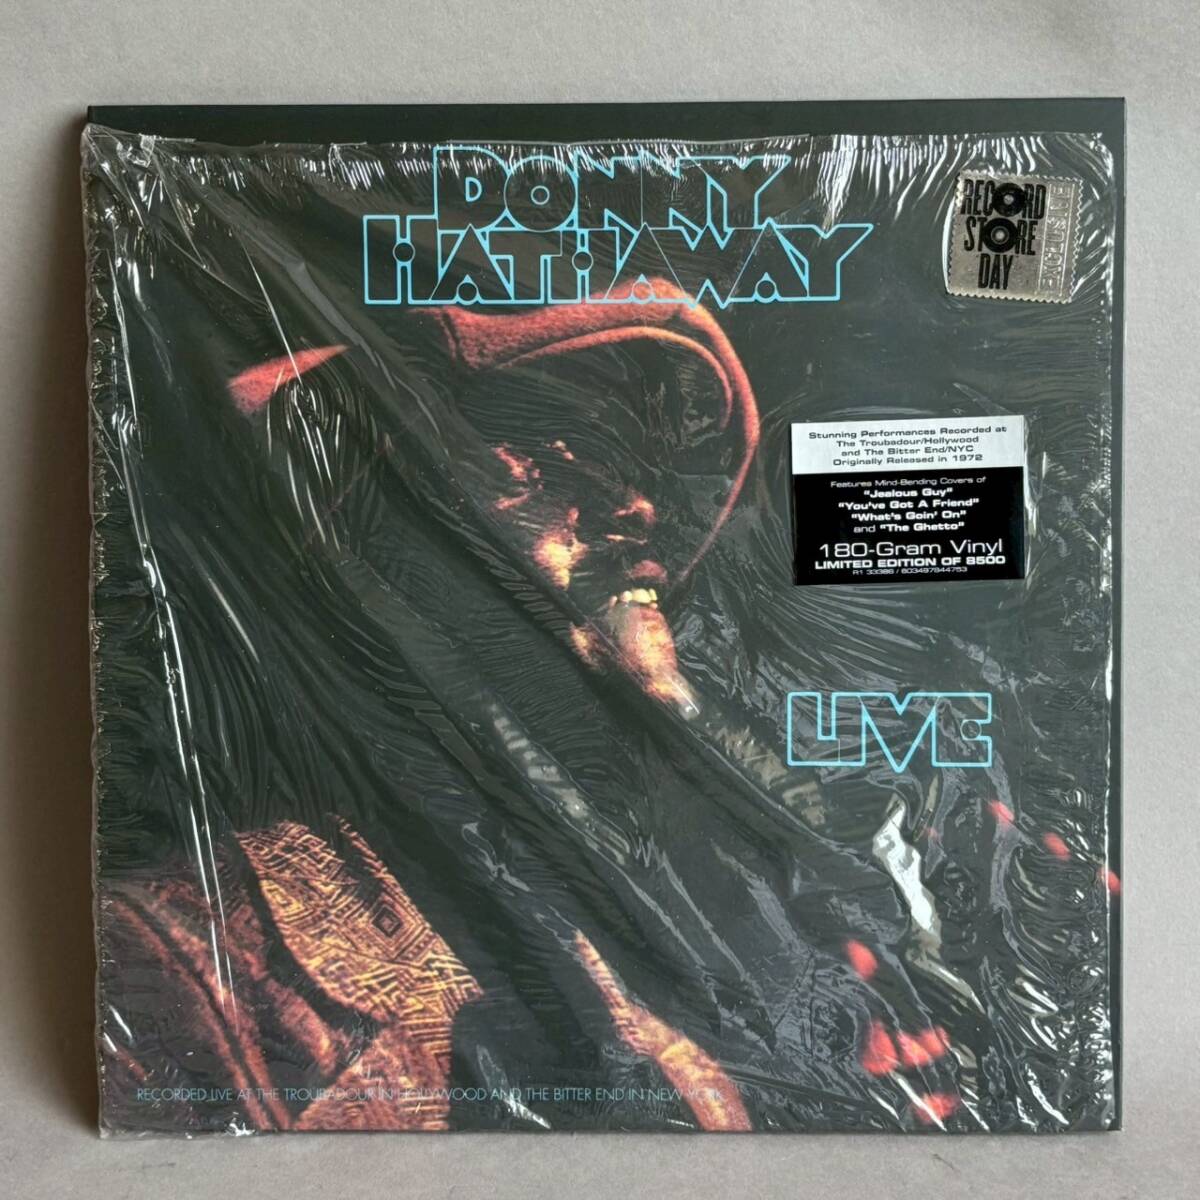 DONNY
HATHAWAY
RECORD
STORE
DAY
EXCLUSIVE
Stunning Performances Recorded at
The Troubadour/Hollywood
and The Bitter End/NYC
Originally Released in 1972
Features Mind-Bending Covers of
"Jealous Guy"
"You've Got A Friend"
"What's Goin' On"
and "The Ghetto"
180-Gram Vinyl
LIMITED EDITION OF 8500
R1 33386 / 603497844753
LIVE
RECORDED LIVE AT THE TROUBADOUR IN HOLLYWOOD AND THE BITTER END IN NEW YORK